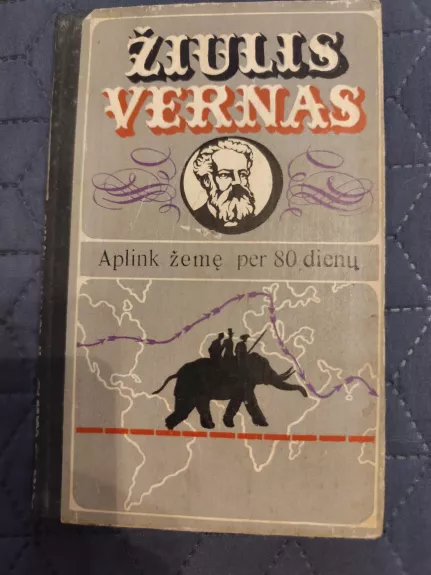 ŽIULIS
VERNAS
Aplink žemę per 80 dienų